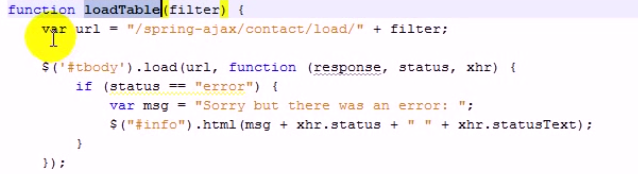 function loadTable(filter) {
var url = "/spring-ajax/contact/load/" + filter;
$('#tbody').load(url, function (response, status, xhr) {
if (status == "error") {
var msg = "Sorry but there was an error: ";
$("#info").html(msg + xhr.status + " " + xhr.statusText);
}
});